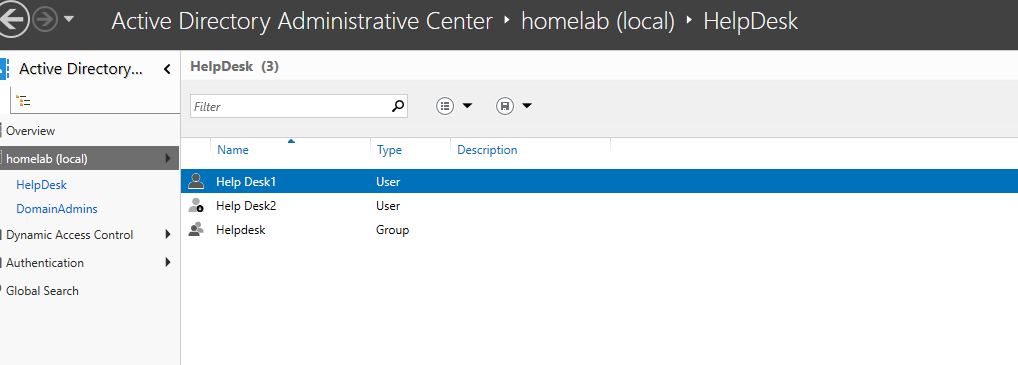 Active Directory Administrative Center ‣ homelab (local) ‣ HelpDesk
Active Directory...
HelpDesk (3)
Filter
Overview
homelab (local)
HelpDesk
DomainAdmins
Dynamic Access Control
Authentication
Global Search
Name Type Description
Help Desk1 User
Help Desk2 User
Helpdesk Group